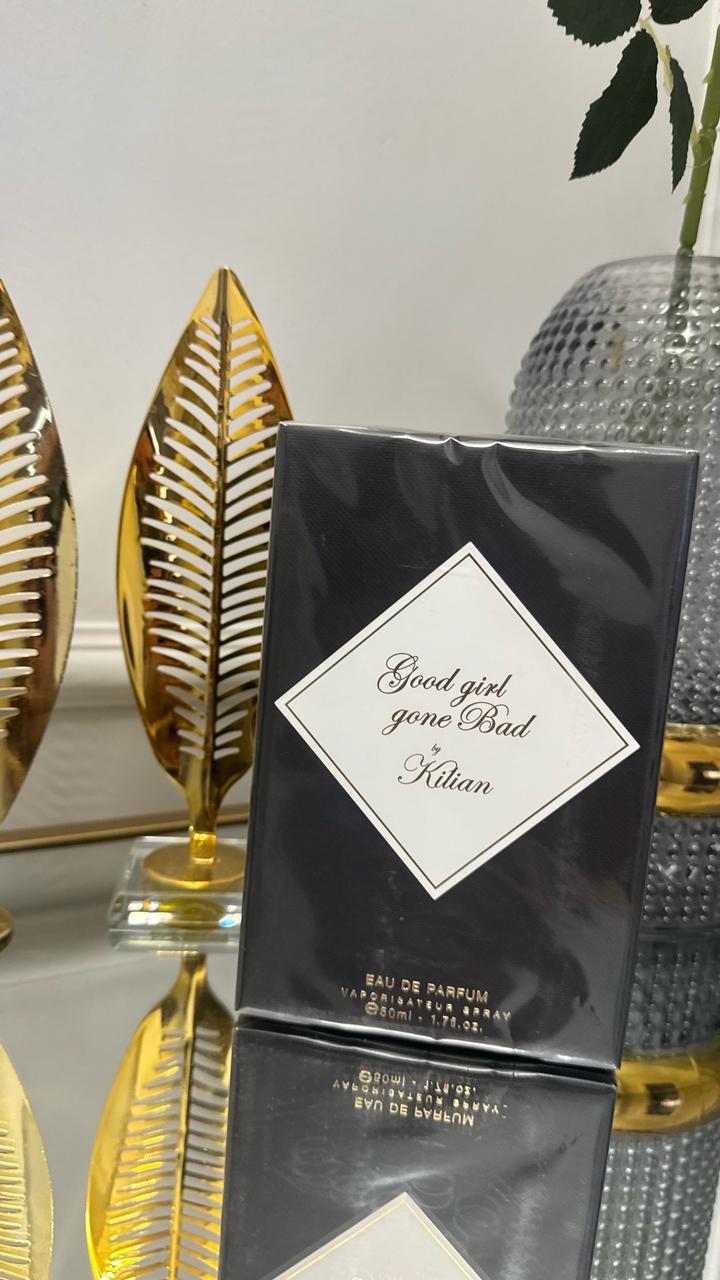 Good girl
gone Bad
by
Kilian
EAU DE PARFUM
VAPORISATEUR SPRAY
℮50ml - 1.7fl.oz.